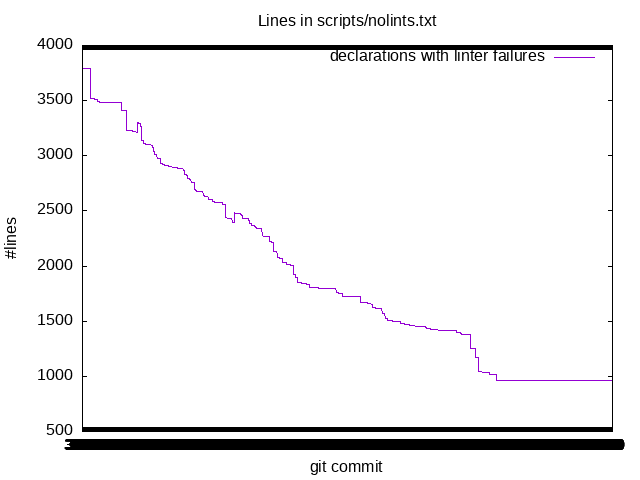 Lines in scripts/nolints.txt
4000
declarations with linter failures
3500
3000
2500
#lines
2000
1500
1000
500
git commit